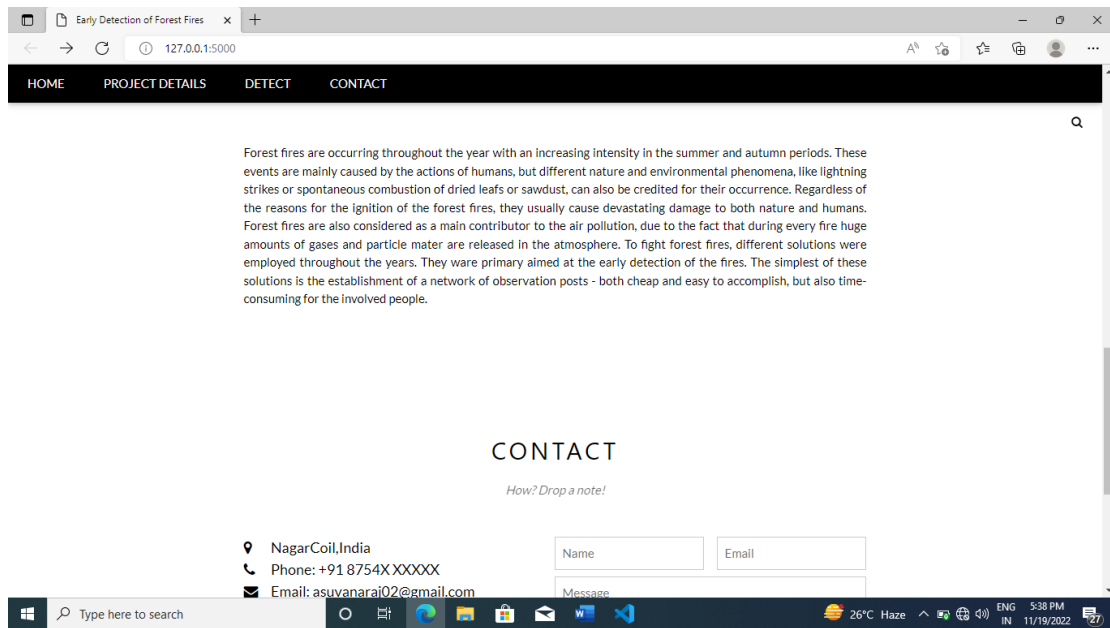 Early Detection of Forest Fires
127.0.0.1:5000
HOME PROJECT DETAILS DETECT CONTACT
Forest fires are occurring throughout the year with an increasing intensity in the summer and autumn periods. These
events are mainly caused by the actions of humans, but different nature and environmental phenomena, like lightning
strikes or spontaneous combustion of dried leafs or sawdust, can also be credited for their occurrence. Regardless of
the reasons for the ignition of the forest fires, they usually cause devastating damage to both nature and humans.
Forest fires are also considered as a main contributor to the air pollution, due to the fact that during every fire huge
amounts of gases and particle mater are released in the atmosphere. To fight forest fires, different solutions were
employed throughout the years. They ware primary aimed at the early detection of the fires. The simplest of these
solutions is the establishment of a network of observation posts - both cheap and easy to accomplish, but also time-
consuming for the involved people.
CONTACT
How? Drop a note!
NagarCoil,India
Phone: +91 8754X XXXXX
Email: asuvanaraj02@gmail.com
Name Email
Message
Type here to search
26°C Haze
ENG 5:38 PM
IN 11/19/2022
27